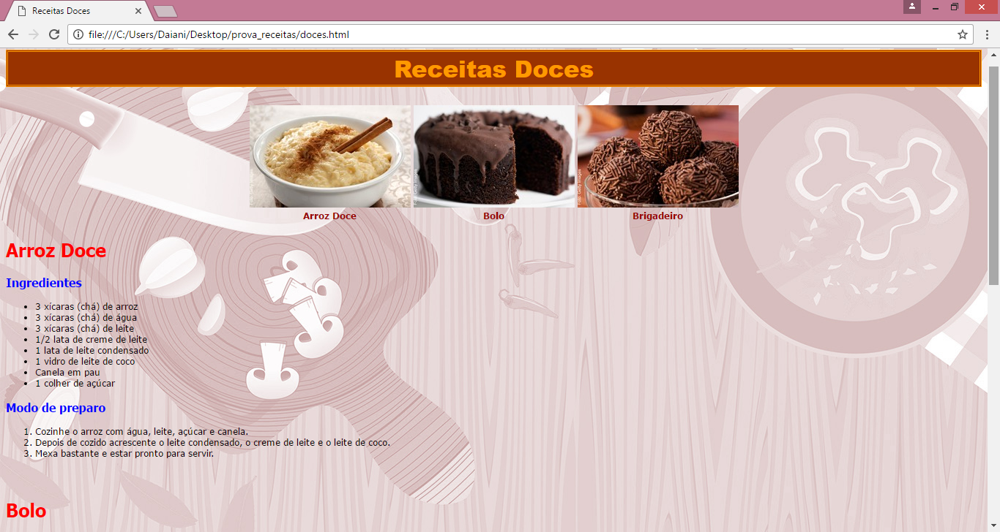 Receitas Doces
file:///C:/Users/Daiani/Desktop/prova_receitas/doces.html
Receitas Doces
Arroz Doce Bolo Brigadeiro
Arroz Doce
Ingredientes
• 3 xícaras (chá) de arroz
• 3 xícaras (chá) de água
• 3 xícaras (chá) de leite
• 1/2 lata de creme de leite
• 1 lata de leite condensado
• 1 vidro de leite de coco
• Canela em pau
• 1 colher de açúcar
Modo de preparo
1. Cozinhe o arroz com água, leite, açúcar e canela.
2. Depois de cozido acrescente o leite condensado, o creme de leite e o leite de coco.
3. Mexa bastante e estar pronto para servir.
Bolo